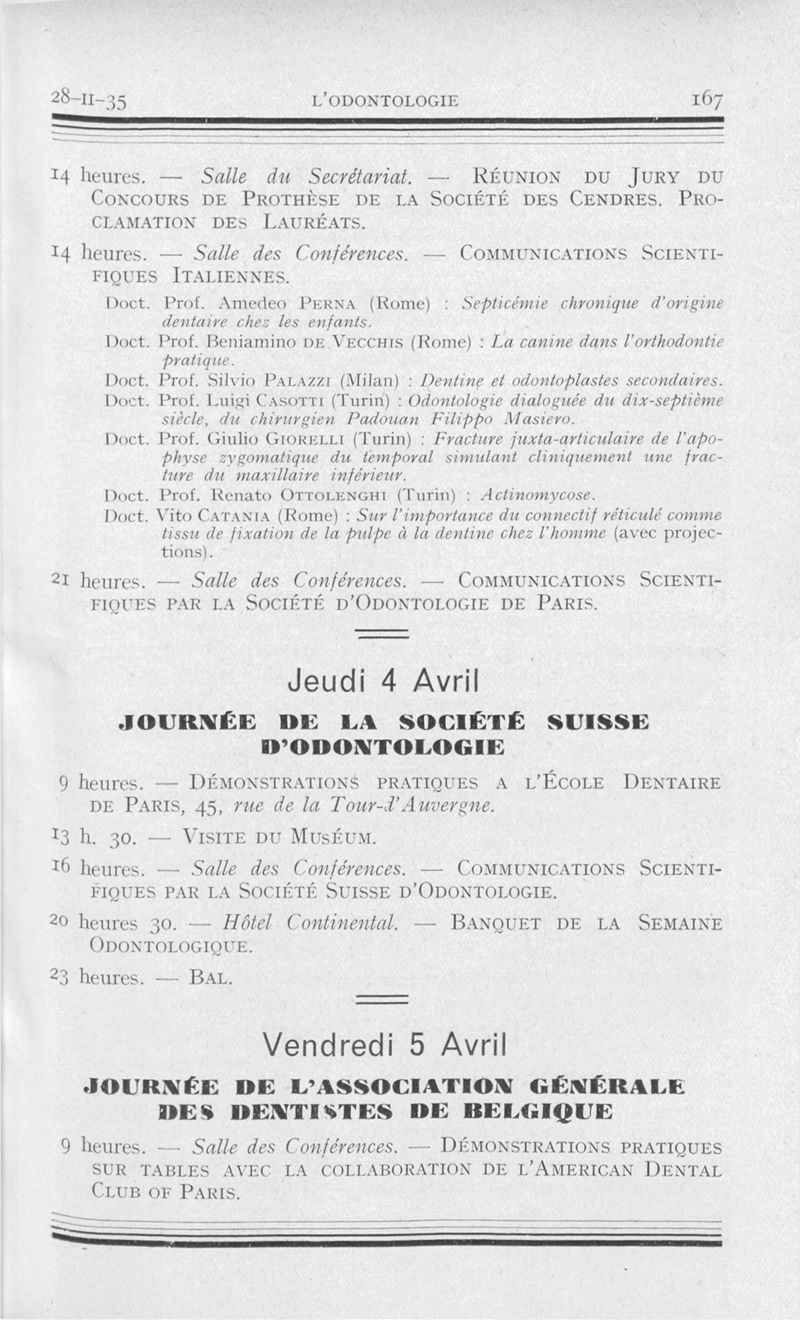 28-II-35 L'ODONTOLOGIE 167
14 heures. — Salle du Secrétariat. — RÉUNION DU JURY DU
CONCOURS DE PROTHÈSE DE LA SOCIÉTÉ DES CENDRES. PRO-
CLAMATION DES LAURÉATS.
14 heures. — Salle des Conférences. — COMMUNICATIONS SCIENTI-
FIQUES ITALIENNES.
Doct. Prof. Amedeo PERNA (Rome) : Septicémie chronique d'origine
dentaire chez les enfants.
Doct. Prof. Beniamino DE VECCHIS (Rome) : La canine dans l'orthodontie
pratique.
Doct. Prof. Silvio PALAZZI (Milan) : Dentine et odontoplastes secondaires.
Doct. Prof. Luigi CASOTTI (Turin) : Odontologie dialoguée du dix-septième
siècle, du chirurgien Padouan Filippo Masiero.
Doct. Prof. Giulio GIORELLI (Turin) : Fracture juxta-articulaire de l'apo-
physe zygomatique du temporal simulant cliniquement une frac-
ture du maxillaire inférieur.
Doct. Prof. Renato OTTOLENGHI (Turin) : Actinomycose.
Doct. Vito CATANIA (Rome) : Sur l'importance du connectif réticulé comme
tissu de fixation de la pulpe à la dentine chez l'homme (avec projec-
tions).
21 heures. — Salle des Conférences. — COMMUNICATIONS SCIENTI-
FIQUES PAR LA SOCIÉTÉ D'ODONTOLOGIE DE PARIS.
Jeudi 4 Avril
JOURNÉE DE LA SOCIÉTÉ SUISSE
D'ODONTOLOGIE
9 heures. — DÉMONSTRATIONS PRATIQUES A L'ÉCOLE DENTAIRE
DE PARIS, 45, rue de la Tour-d'Auvergne.
13 h. 30. — VISITE DU MUSÉUM.
16 heures. — Salle des Conférences. — COMMUNICATIONS SCIENTI-
FIQUES PAR LA SOCIÉTÉ SUISSE D'ODONTOLOGIE.
20 heures 30. — Hôtel Continental. — BANQUET DE LA SEMAINE
ODONTOLOGIQUE.
23 heures. — BAL.
Vendredi 5 Avril
JOURNÉE DE L'ASSOCIATION GÉNÉRALE
DES DENTISTES DE BELGIQUE
9 heures. — Salle des Conférences. — DÉMONSTRATIONS PRATIQUES
SUR TABLES AVEC LA COLLABORATION DE L'AMERICAN DENTAL
CLUB OF PARIS.